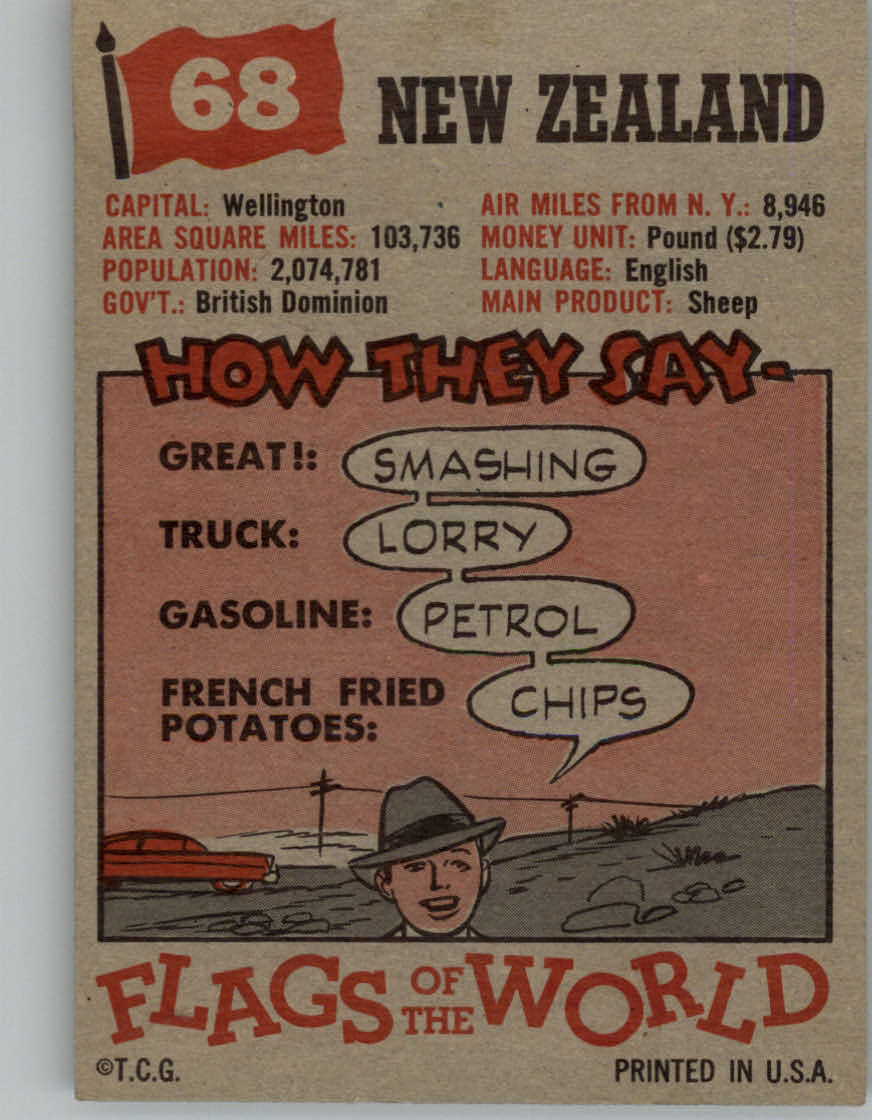 68
NEW ZEALAND
CAPITAL: Wellington
AREA SQUARE MILES: 103,736
POPULATION: 2,074,781
GOV'T.: British Dominion
AIR MILES FROM N. Y.: 8,946
MONEY UNIT: Pound ($2.79)
LANGUAGE: English
MAIN PRODUCT: Sheep
HOW THEY SAY-
GREAT!: SMASHING
TRUCK: LORRY
GASOLINE: PETROL
FRENCH FRIED
POTATOES: CHIPS
FLAGS OF THE WORLD
©T.C.G.
PRINTED IN U.S.A.